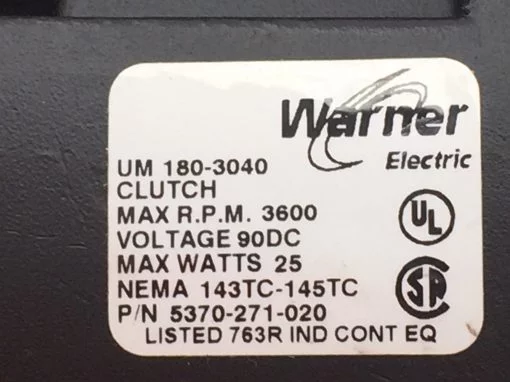 Warner
Electric
UM 180-3040
CLUTCH
MAX R.P.M. 3600
VOLTAGE 90DC
MAX WATTS 25
NEMA 143TC-145TC
P/N 5370-271-020
LISTED 763R IND CONT EQ
UL
SA